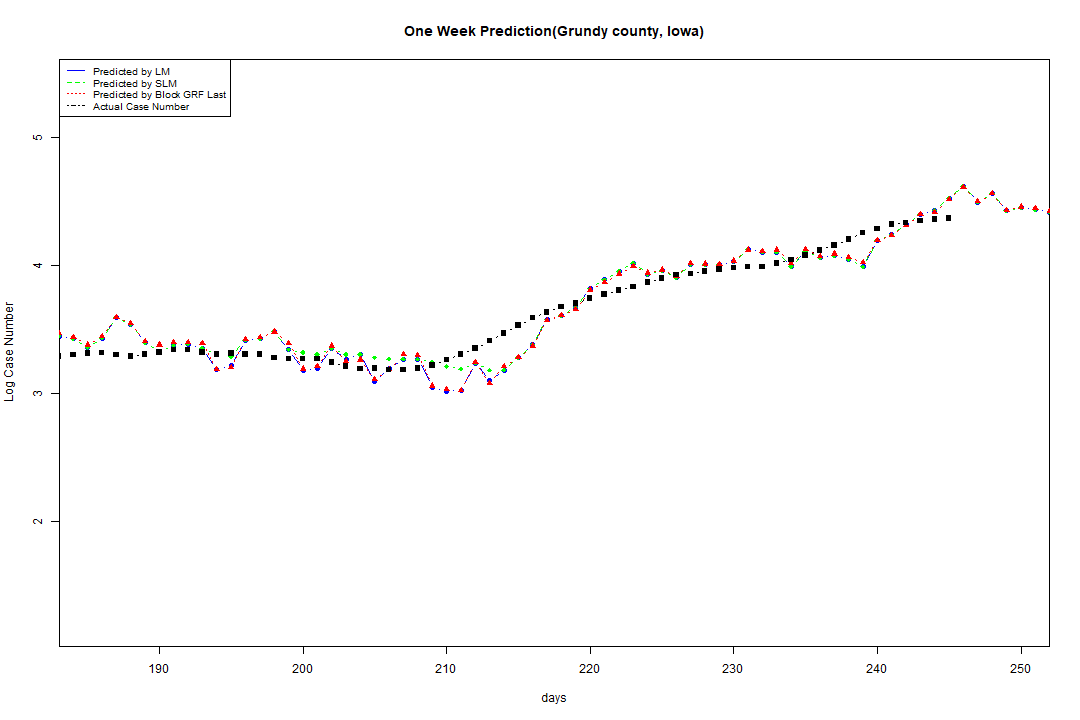 One Week Prediction(Grundy county, Iowa)
Predicted by LM
Predicted by SLM
Predicted by Block GRF Last
Actual Case Number
5
4
3
2
Log Case Number
190 200 210 220 230 240 250
days